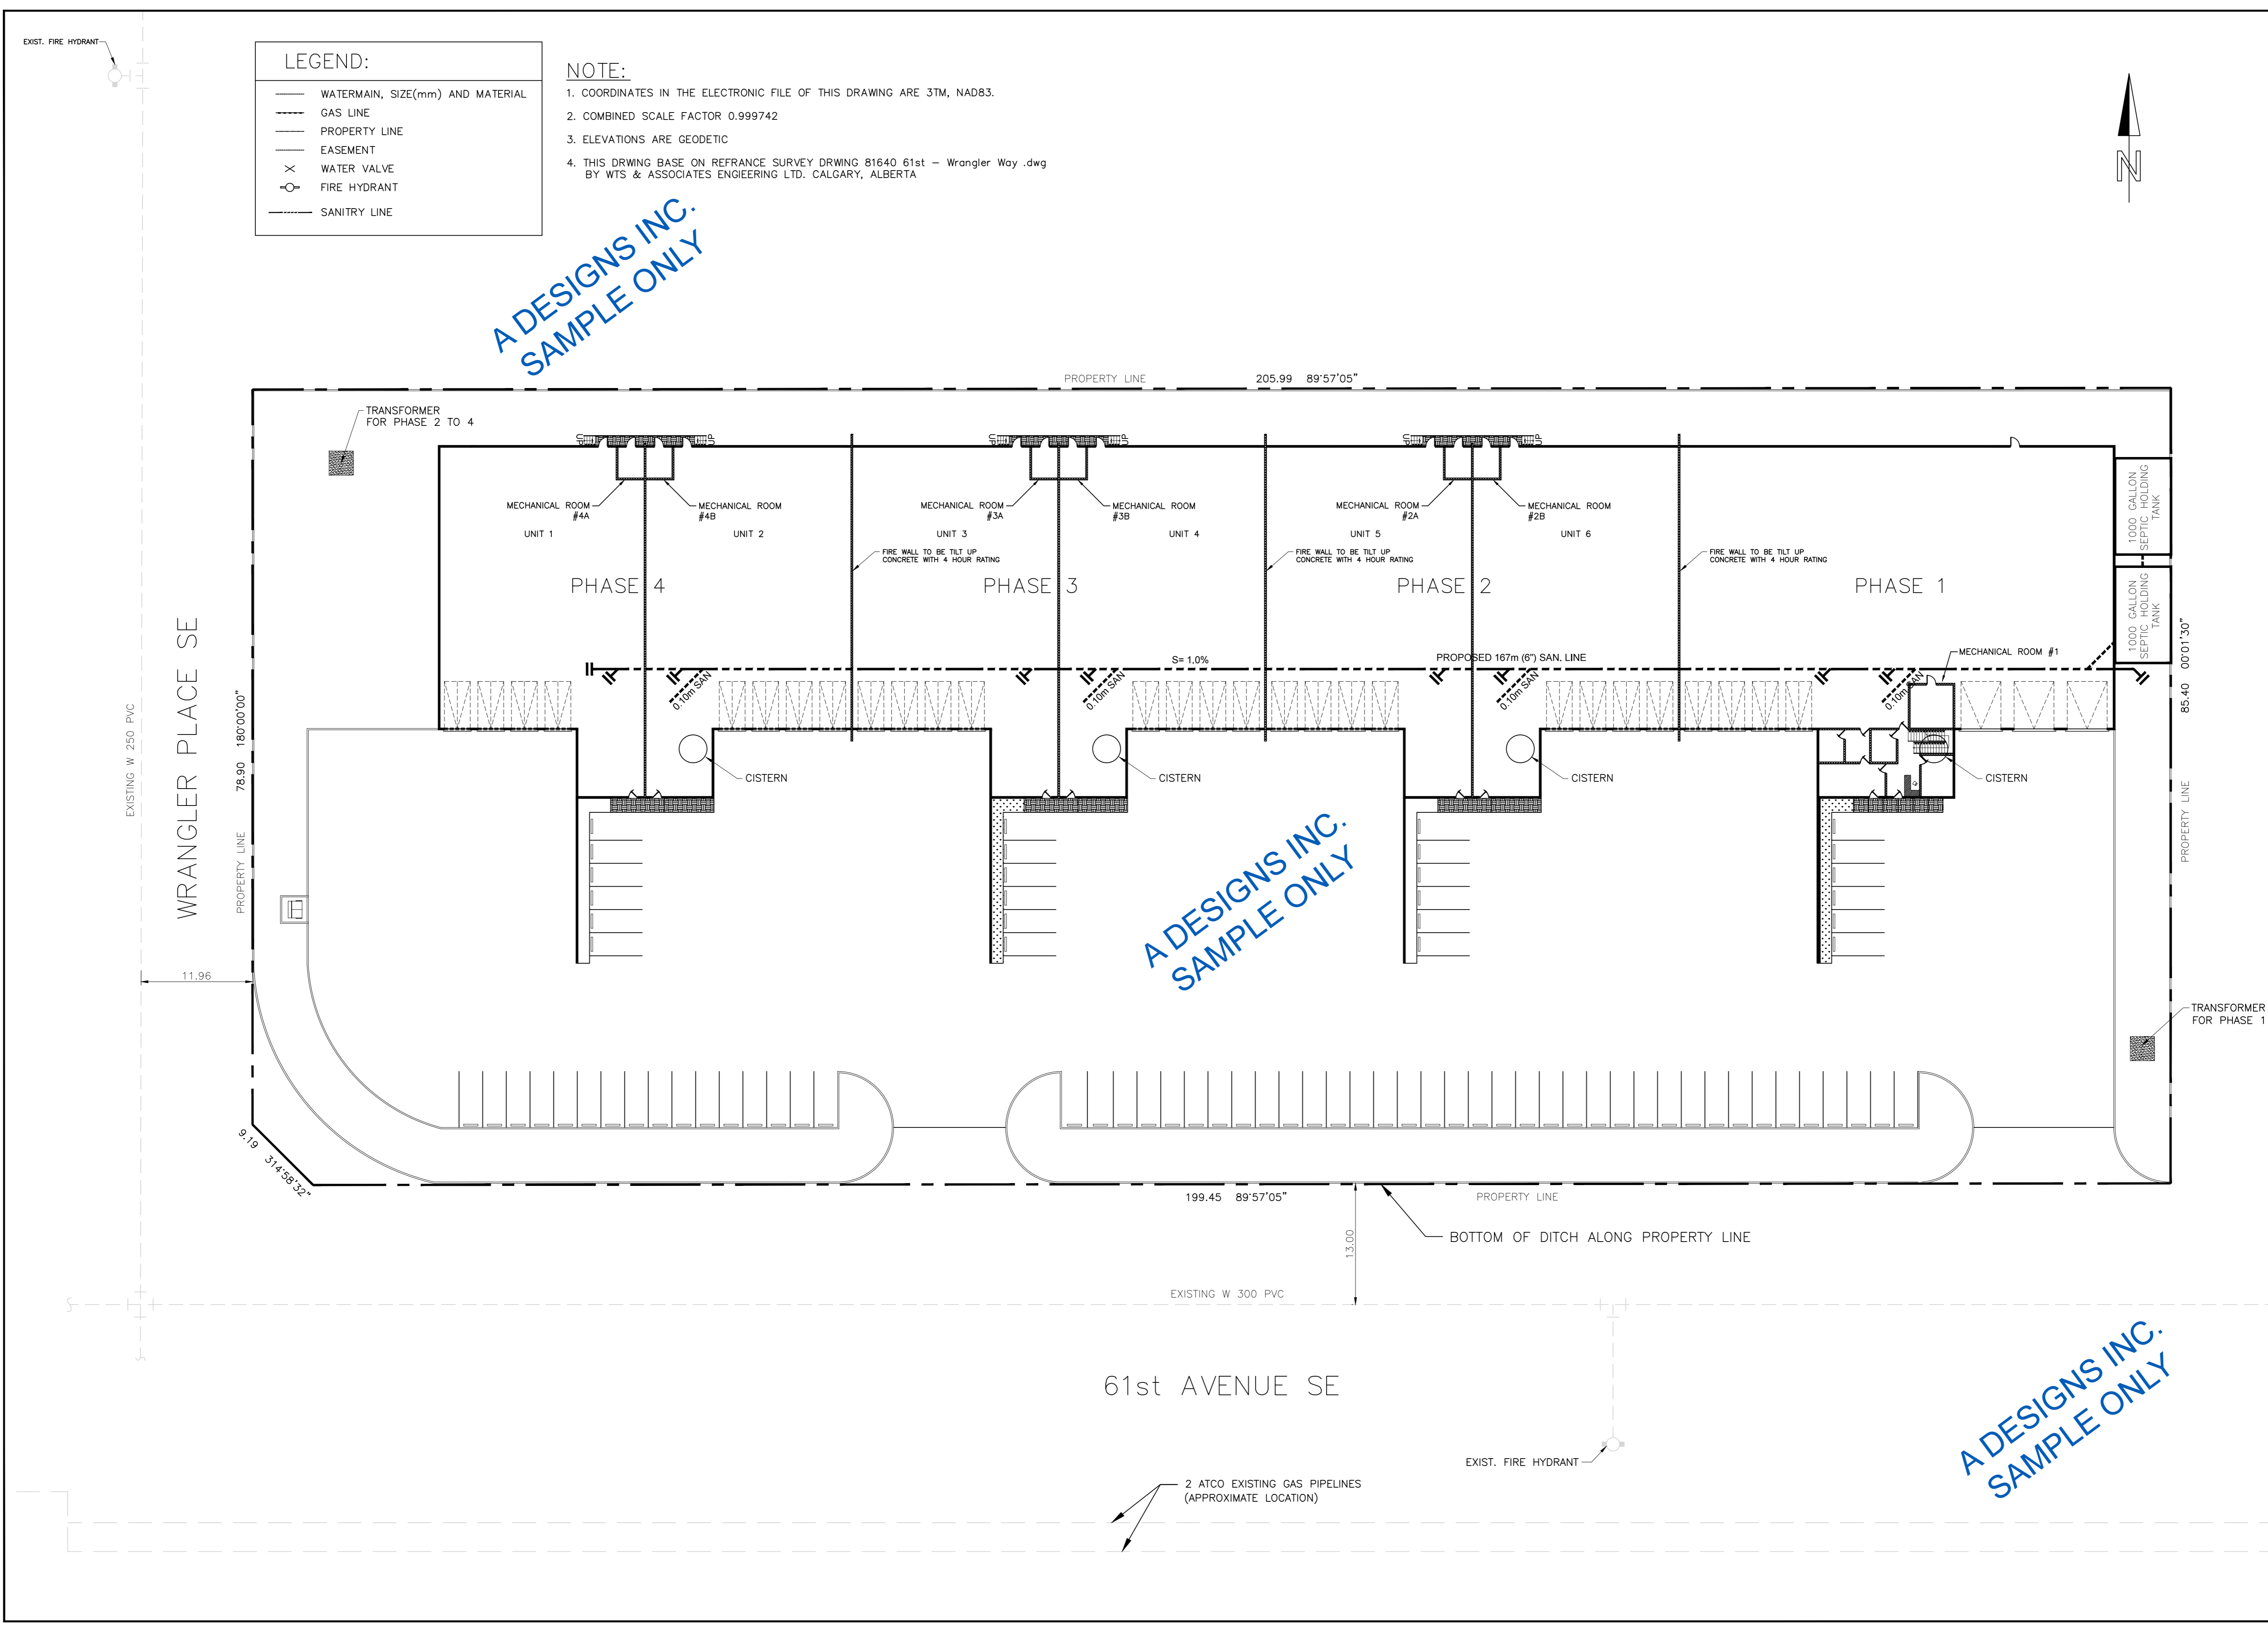 EXIST. FIRE HYDRANT
LEGEND:
WATERMAIN, SIZE(mm) AND MATERIAL
GAS LINE
PROPERTY LINE
EASEMENT
WATER VALVE
FIRE HYDRANT
SANITRY LINE
NOTE:
1. COORDINATES IN THE ELECTRONIC FILE OF THIS DRAWING ARE 3TM, NAD83.
2. COMBINED SCALE FACTOR 0.999742
3. ELEVATIONS ARE GEODETIC
4. THIS DRWING BASE ON REFRANCE SURVEY DRWING 81640 61st – Wrangler Way .dwg
BY WTS & ASSOCIATES ENGIEERING LTD. CALGARY, ALBERTA
N
A DESIGNS INC.
SAMPLE ONLY
PROPERTY LINE 205.99 89°57'05"
TRANSFORMER
FOR PHASE 2 TO 4
UP
UP
UP
UP
UP
UP
MECHANICAL ROOM
#4A
MECHANICAL ROOM
#4B
MECHANICAL ROOM
#3A
MECHANICAL ROOM
#3B
MECHANICAL ROOM
#2A
MECHANICAL ROOM
#2B
UNIT 1
UNIT 2
UNIT 3
UNIT 4
UNIT 5
UNIT 6
FIRE WALL TO BE TILT UP
CONCRETE WITH 4 HOUR RATING
FIRE WALL TO BE TILT UP
CONCRETE WITH 4 HOUR RATING
FIRE WALL TO BE TILT UP
CONCRETE WITH 4 HOUR RATING
PHASE 4
PHASE 3
PHASE 2
PHASE 1
1000 GALLON
SEPTIC HOLDING
TANK
1000 GALLON
SEPTIC HOLDING
TANK
S= 1.0%
PROPOSED 167m (6") SAN. LINE
MECHANICAL ROOM #1
0.10m SAN
0.10m SAN
0.10m SAN
0.10m SAN
CISTERN
CISTERN
CISTERN
CISTERN
EXISTING W 250 PVC
WRANGLER PLACE SE
PROPERTY LINE 78.90 180°00'00"
PROPERTY LINE 85.40 00°01'30"
A DESIGNS INC.
SAMPLE ONLY
11.96
TRANSFORMER
FOR PHASE 1
9.19 314°58'32"
199.45 89°57'05" PROPERTY LINE
13.00
BOTTOM OF DITCH ALONG PROPERTY LINE
EXISTING W 300 PVC
61st AVENUE SE
A DESIGNS INC.
SAMPLE ONLY
EXIST. FIRE HYDRANT
2 ATCO EXISTING GAS PIPELINES
(APPROXIMATE LOCATION)